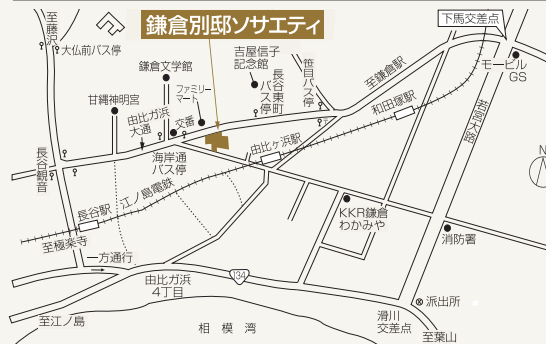 鎌倉別邸ソサエティ
至藤沢
大仏前バス停
鎌倉文学館
吉屋信子
記念館
笹目バス停
下馬交差点
モービル
GS
至鎌倉駅
長谷東町
バス停
ファミリー
マート
甘縄神明宮
由比ガ浜
大通
交番
和田塚駅
若宮大路
N
長谷観音
海岸通
バス停
由比ヶ浜駅
江ノ島電鉄
長谷駅
至極楽寺
KKR鎌倉
わかみや
消防署
一方通行
由比ガ浜
4丁目
134
派出所
滑川
交差点
至江ノ島
相模湾
至葉山